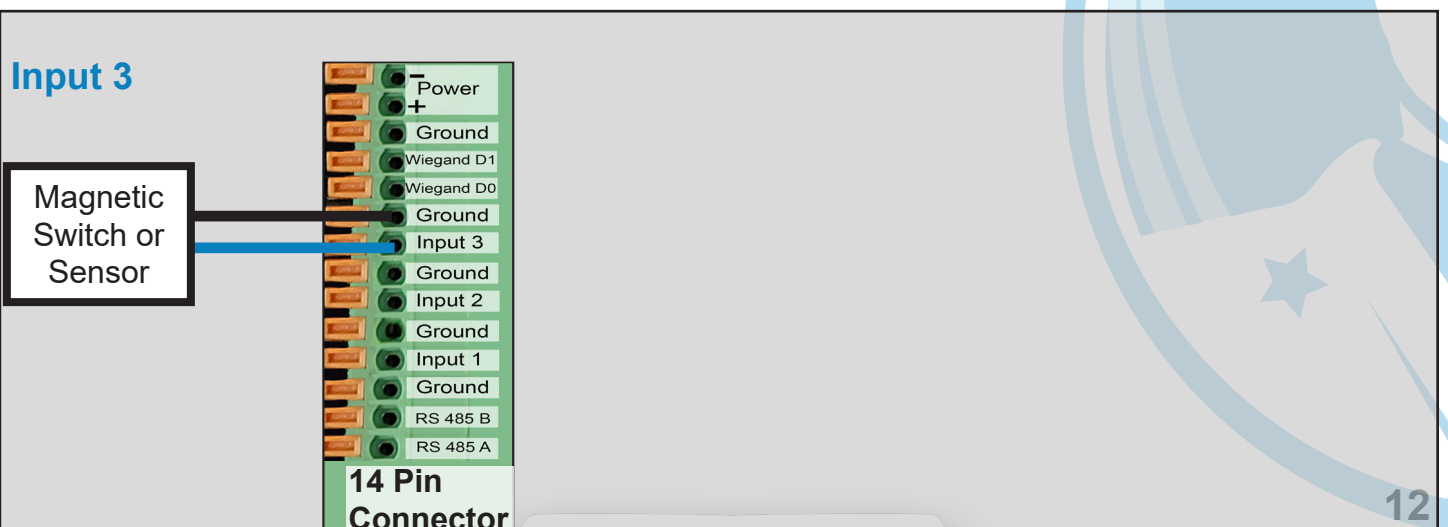 Input 3
Magnetic
Switch or
Sensor
-
Power
+
Ground
Wiegand D1
Wiegand D0
Ground
Input 3
Ground
Input 2
Ground
Input 1
Ground
RS 485 B
RS 485 A
14 Pin
Connector
12